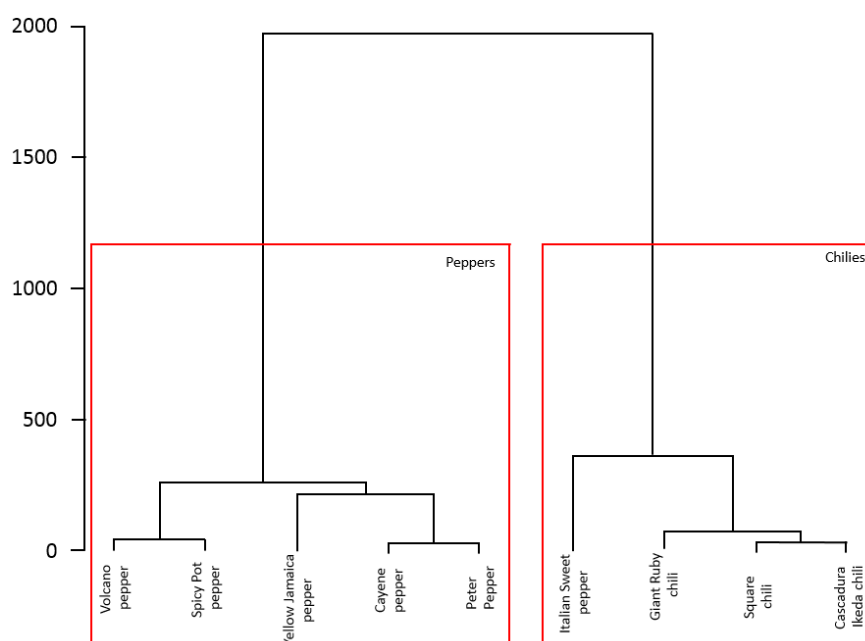 2000
1500
1000
500
0
Peppers
Chilies
Volcano
pepper
Spicy Pot
pepper
Yellow Jamaica
pepper
Cayene
pepper
Peter
Pepper
Italian Sweet
pepper
Giant Ruby
chili
Square
chili
Cascadura
Ikeda chili